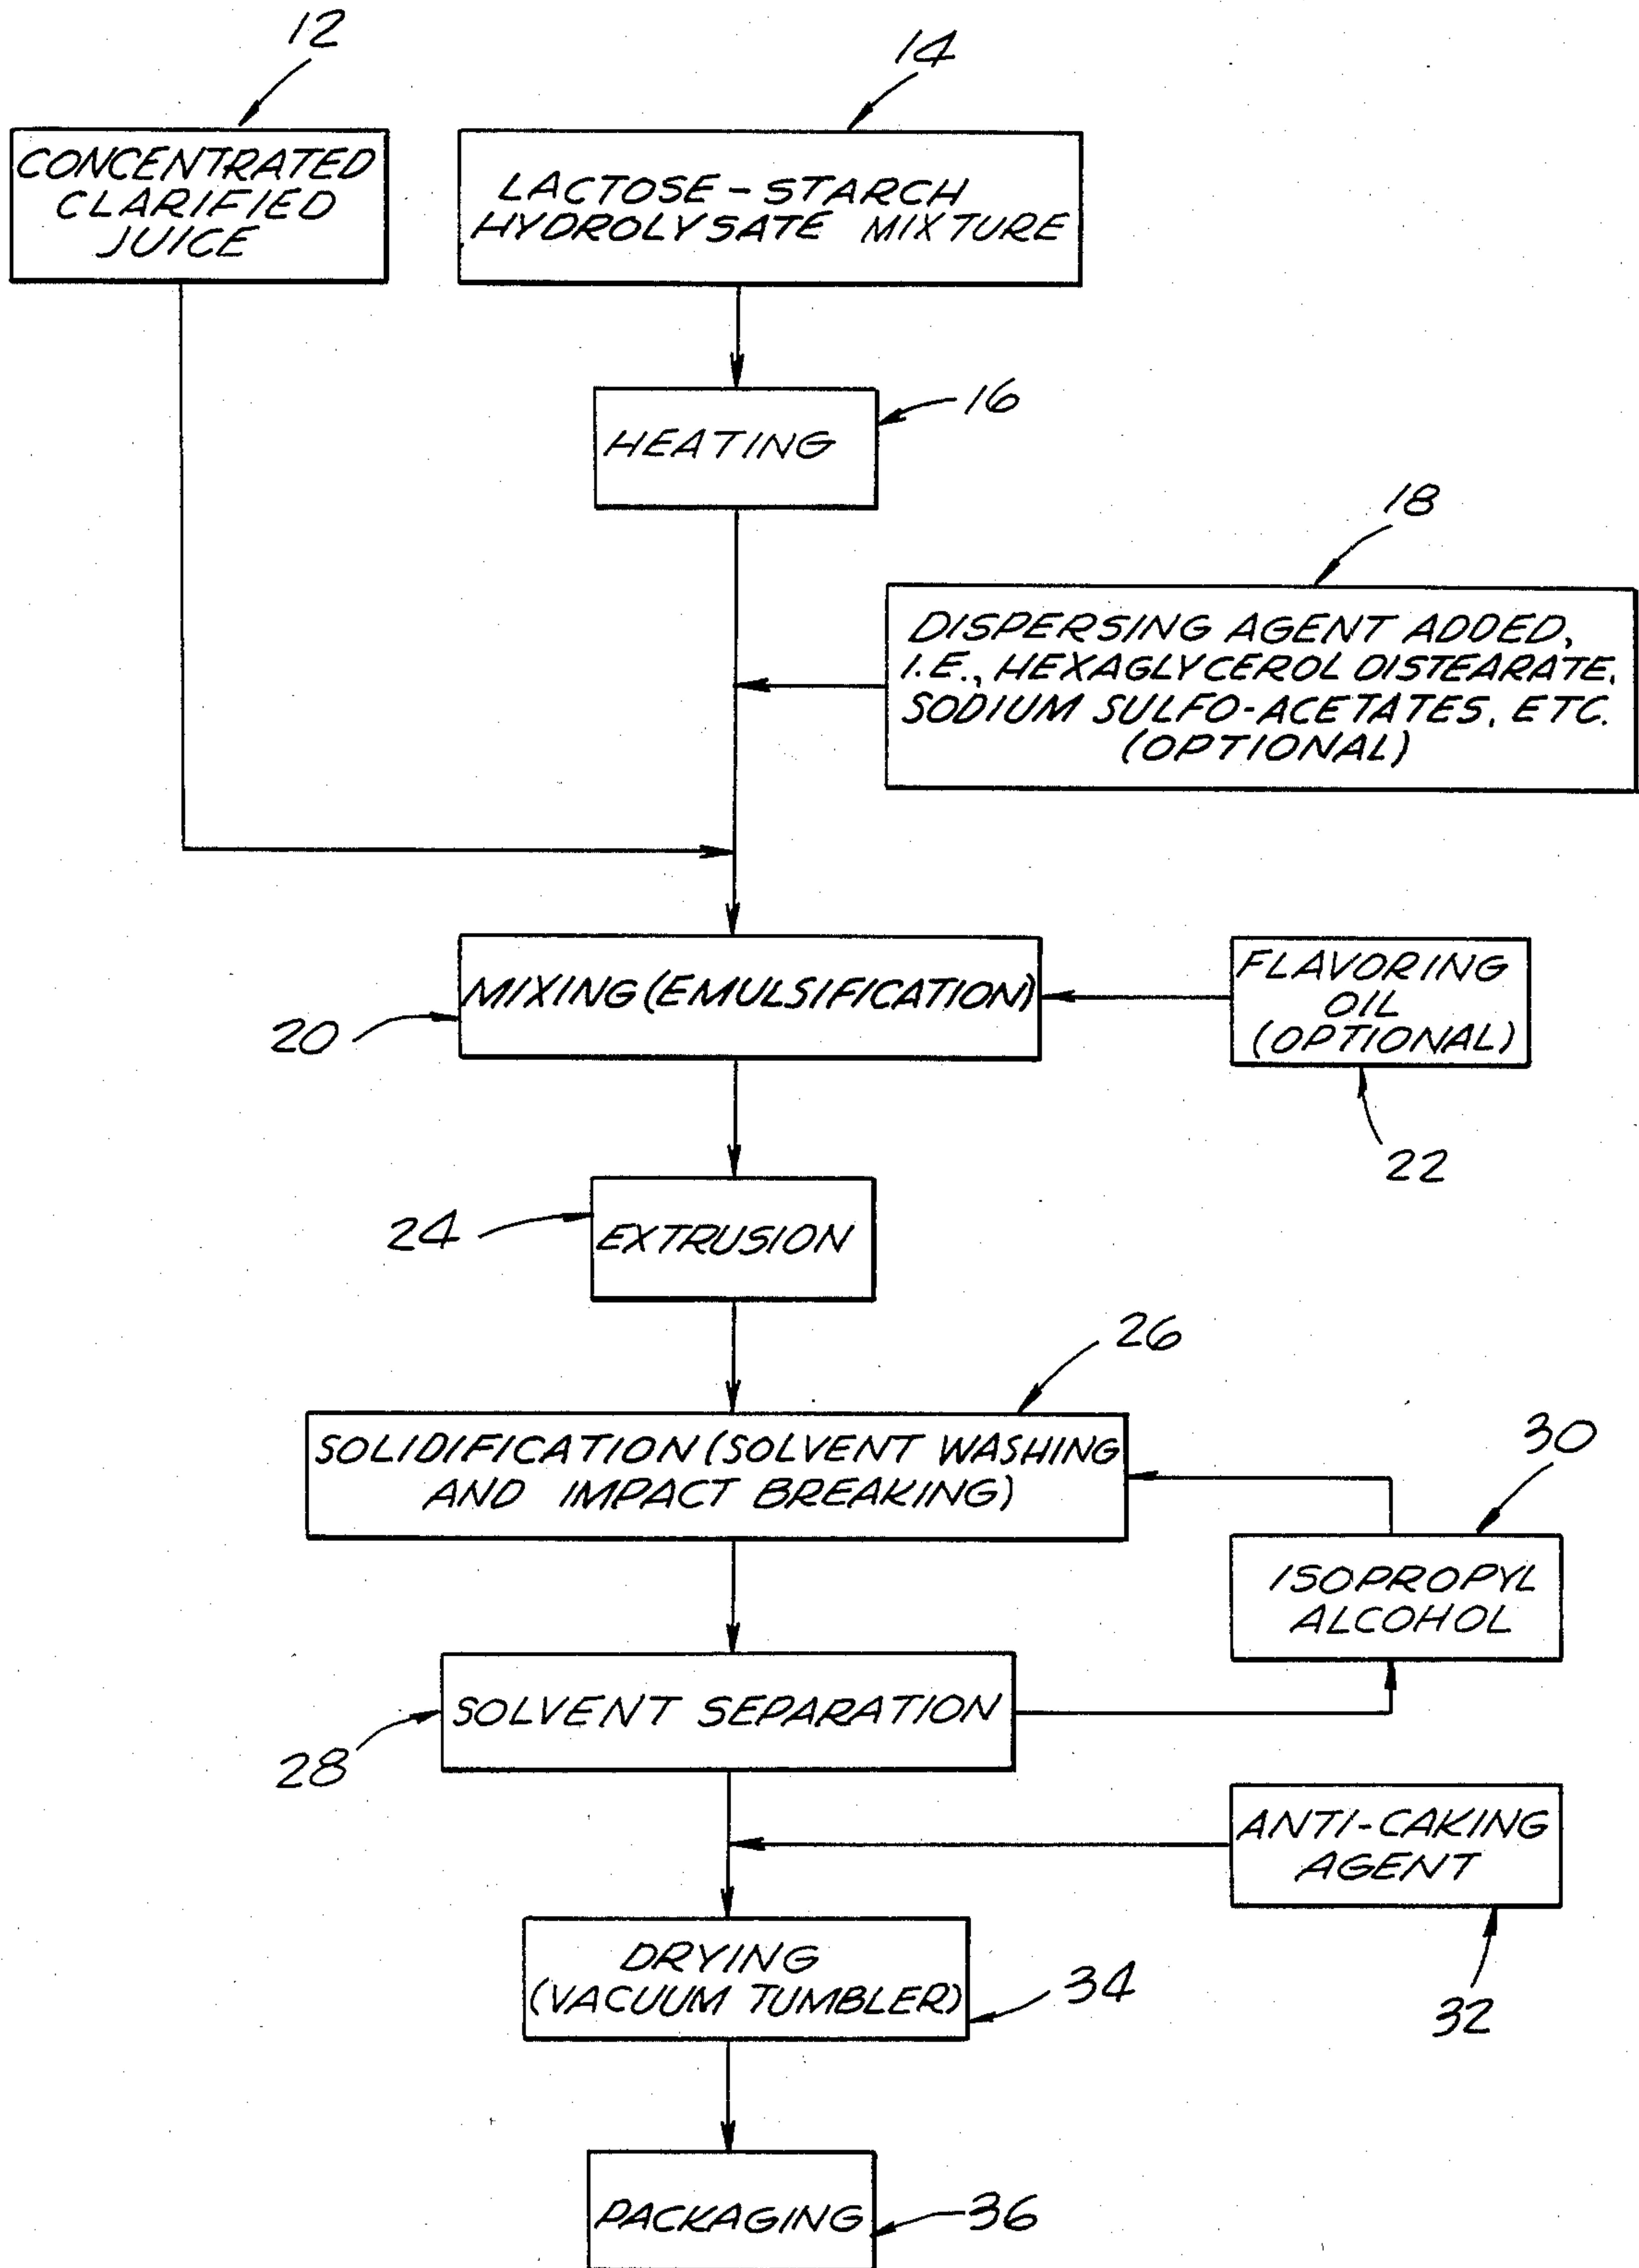 12
14
CONCENTRATED
CLARIFIED
JUICE
LACTOSE-STARCH
HYDROLYSATE MIXTURE
HEATING
16
18
DISPERSING AGENT ADDED,
I.E., HEXAGLYCEROL DISTEARATE,
SODIUM SULFO-ACETATES, ETC.
(OPTIONAL)
MIXING (EMULSIFICATION)
20
FLAVORING
OIL
(OPTIONAL)
22
24
EXTRUSION
26
SOLIDIFICATION (SOLVENT WASHING
AND IMPACT BREAKING)
30
ISOPROPYL
ALCOHOL
SOLVENT SEPARATION
28
ANTI-CAKING
AGENT
32
DRYING
(VACUUM TUMBLER)
34
PACKAGING
36